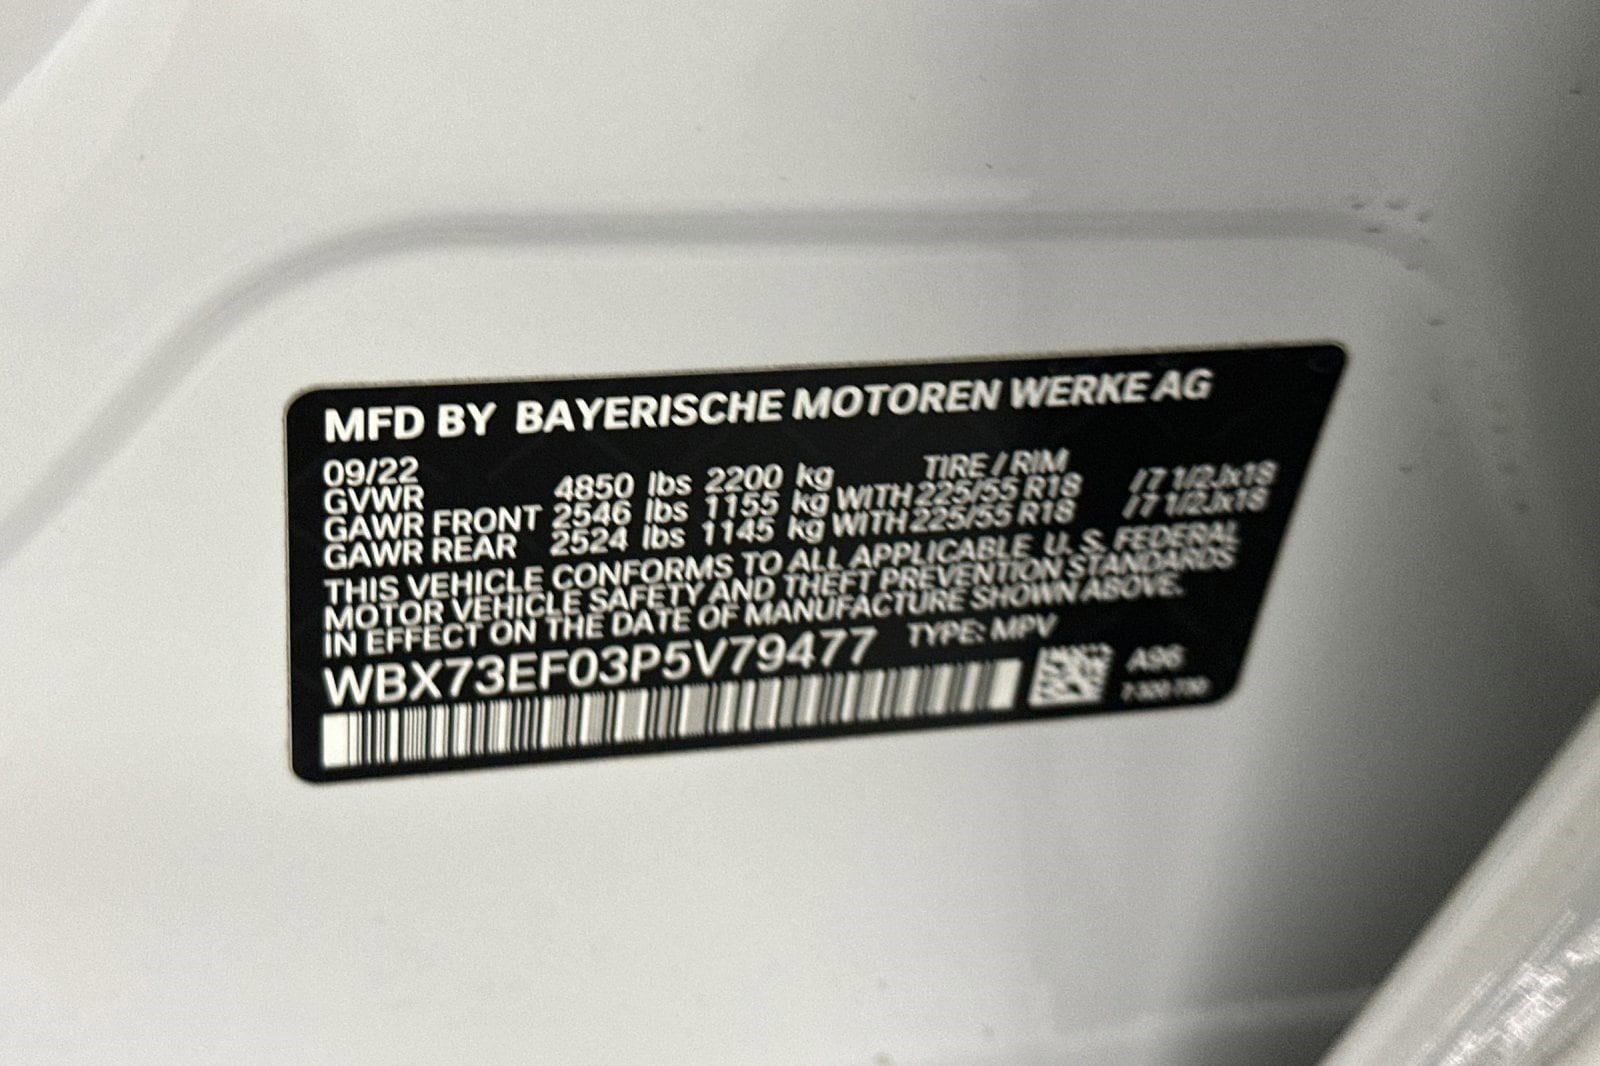 MFD BY BAYERISCHE MOTOREN WERKE AG
09/22 TIRE / RIM
GVWR 4850 lbs 2200 kg
GAWR FRONT 2546 lbs 1155 kg WITH 225/55 R18 /7 1/2Jx18
GAWR REAR 2524 lbs 1145 kg WITH 225/55 R18 /7 1/2Jx18
THIS VEHICLE CONFORMS TO ALL APPLICABLE U. S. FEDERAL
MOTOR VEHICLE SAFETY AND THEFT PREVENTION STANDARDS
IN EFFECT ON THE DATE OF MANUFACTURE SHOWN ABOVE.
WBX73EF03P5V79477 TYPE: MPV
A96